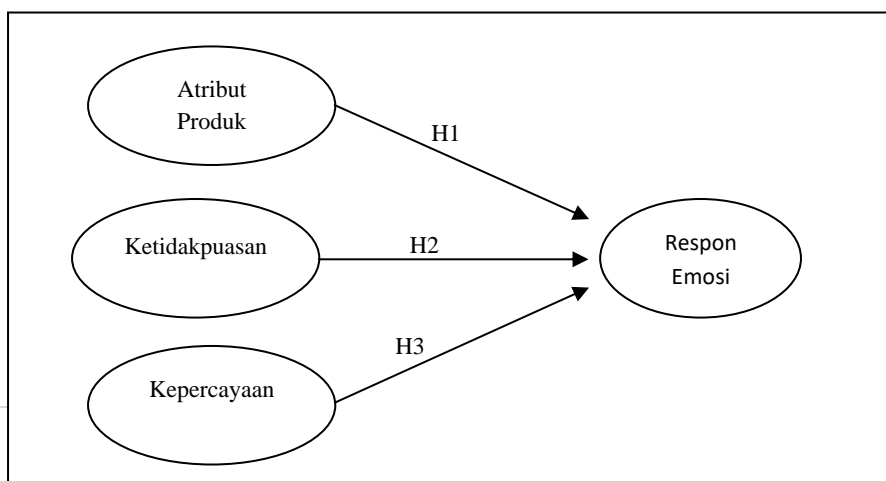 Atribut
Produk
H1
Ketidakpuasan
H2
Respon
Emosi
H3
Kepercayaan